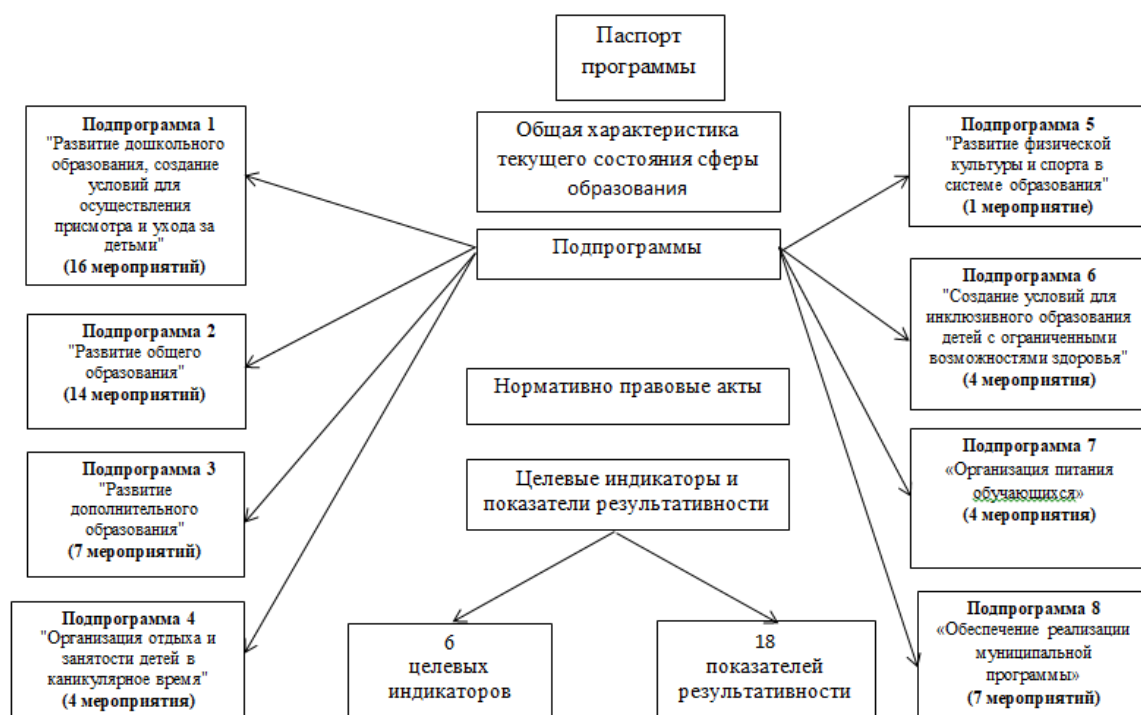 Паспорт
программы
Общая характеристика
текущего состояния сферы
образования
Подпрограммы
Подпрограмма 1
"Развитие дошкольного
образования, создание
условий для
осуществления
присмотра и ухода за
детьми"
(16 мероприятий)
Подпрограмма 2
"Развитие общего
образования"
(14 мероприятий)
Подпрограмма 3
"Развитие
дополнительного
образования"
(7 мероприятий)
Подпрограмма 4
"Организация отдыха и
занятости детей в
каникулярное время"
(4 мероприятия)
Подпрограмма 5
"Развитие физической
культуры и спорта в
системе образования"
(1 мероприятие)
Подпрограмма 6
"Создание условий для
инклюзивного образования
детей с ограниченными
возможностями здоровья"
(4 мероприятия)
Подпрограмма 7
«Организация питания
обучающихся»
(4 мероприятия)
Подпрограмма 8
«Обеспечение реализации
муниципальной
программы»
(7 мероприятий)
Нормативно правовые акты
Целевые индикаторы и
показатели результативности
6
целевых
индикаторов
18
показателей
результативности